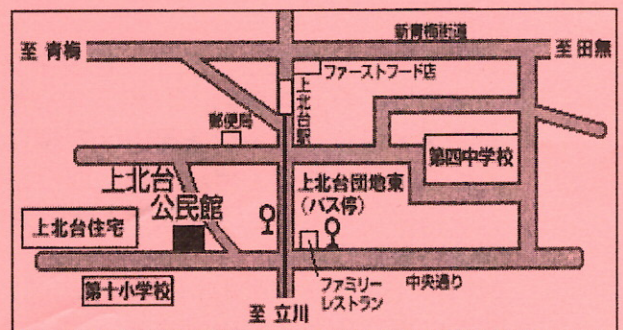 新青梅街道
至 青梅
至 田無
ファーストフード店
上北台駅
郵便局
第四中学校
上北台
公民館
上北台団地東
(バス停)
上北台住宅
第十小学校
ファミリー
レストラン
中央通り
至 立川